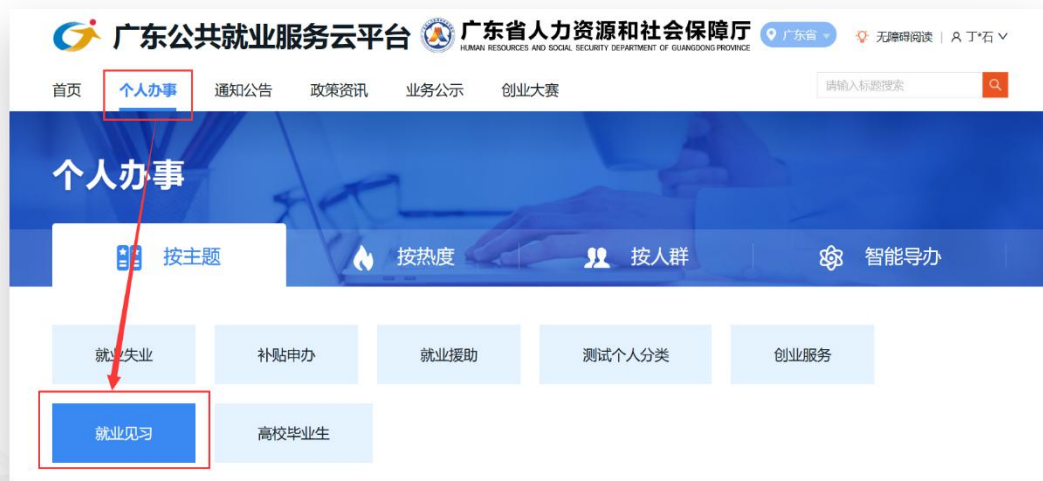 广东公共就业服务云平台 广东省人力资源和社会保障厅 广东省 无障碍阅读 | 丁*石
HUMAN RESOURCES AND SOCIAL SECURITY DEPARTMENT OF GUANGDONG PROVINCE
首页 个人办事 通知公告 政策资讯 业务公示 创业大赛 请输入标题搜索
个人办事
按主题 按热度 按人群 智能导办
就业失业 补贴申办 就业援助 测试个人分类 创业服务
就业见习 高校毕业生